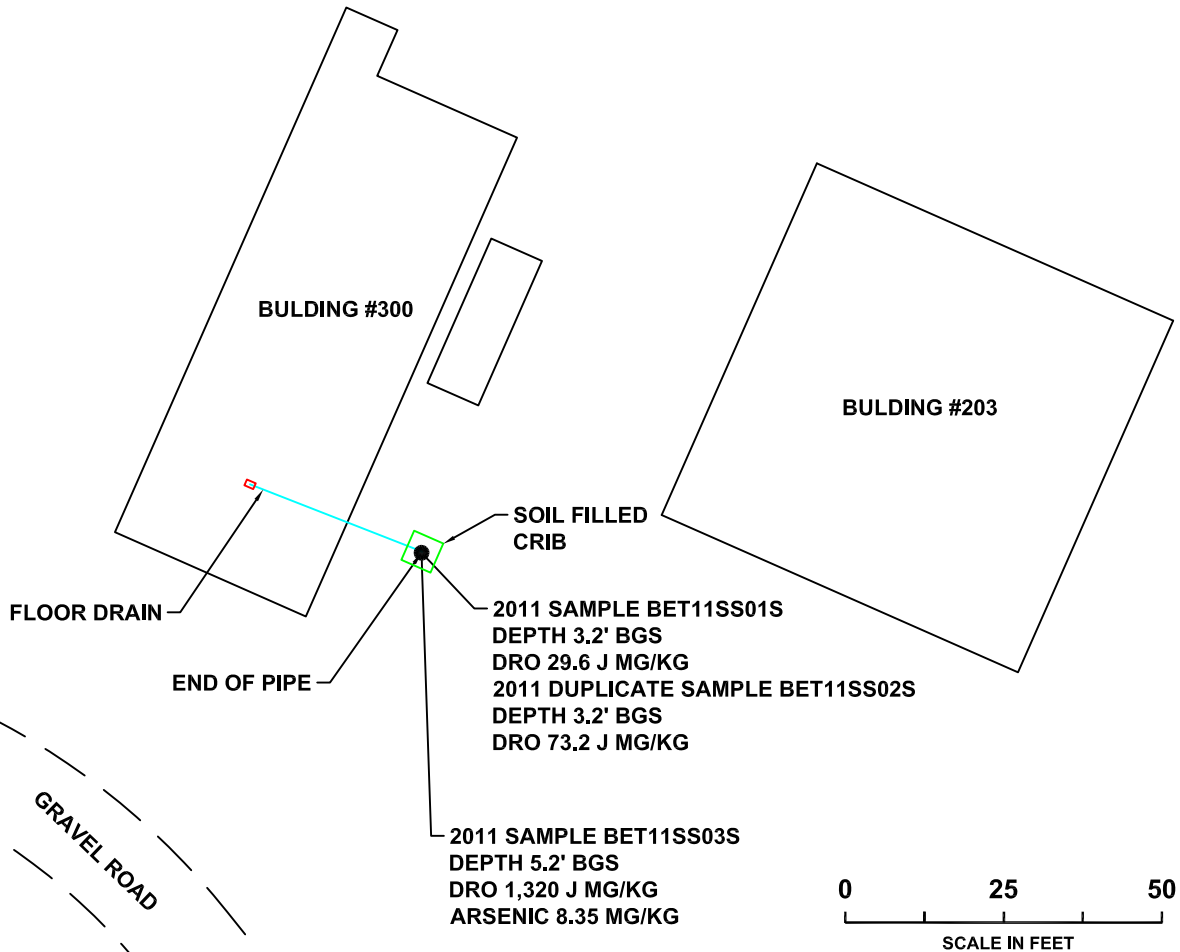 BULDING #300
BULDING #203
SOIL FILLED
CRIB
FLOOR DRAIN
END OF PIPE
2011 SAMPLE BET11SS01S
DEPTH 3.2' BGS
DRO 29.6 J MG/KG
2011 DUPLICATE SAMPLE BET11SS02S
DEPTH 3.2' BGS
DRO 73.2 J MG/KG
GRAVEL ROAD
2011 SAMPLE BET11SS03S
DEPTH 5.2' BGS
DRO 1,320 J MG/KG
ARSENIC 8.35 MG/KG
0 25 50
SCALE IN FEET